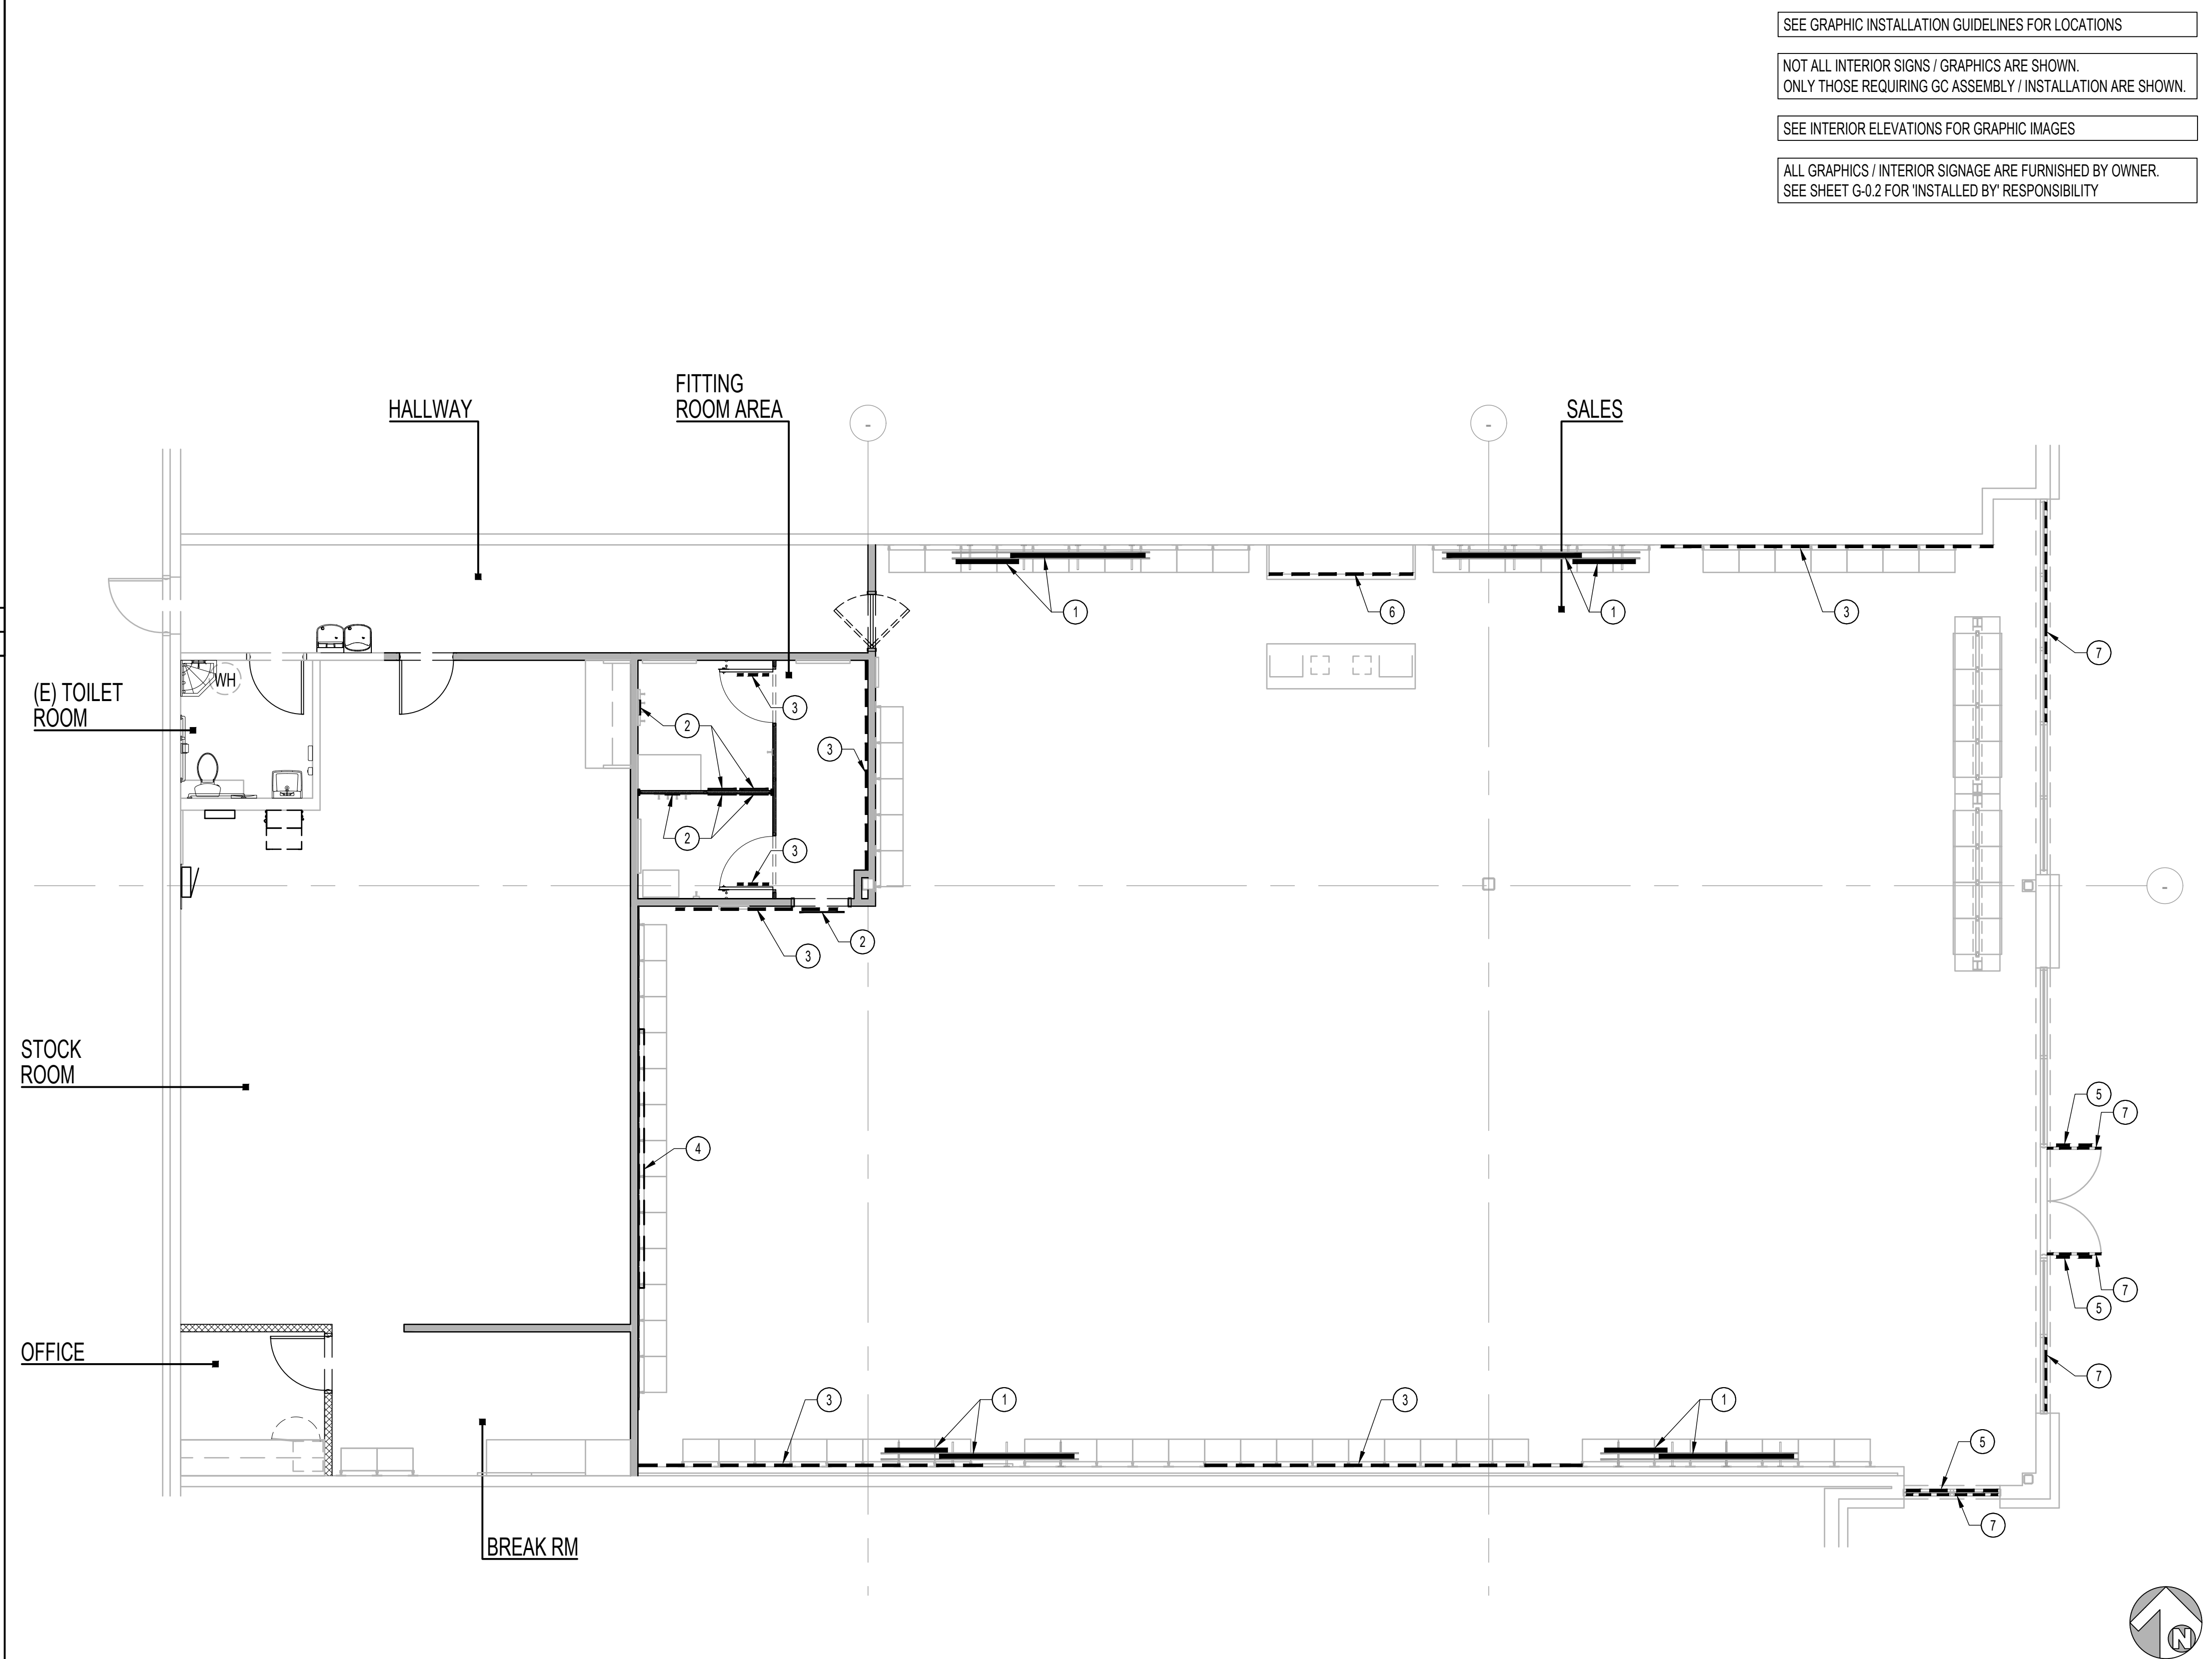 SEE GRAPHIC INSTALLATION GUIDELINES FOR LOCATIONS
NOT ALL INTERIOR SIGNS / GRAPHICS ARE SHOWN.
ONLY THOSE REQUIRING GC ASSEMBLY / INSTALLATION ARE SHOWN.
SEE INTERIOR ELEVATIONS FOR GRAPHIC IMAGES
ALL GRAPHICS / INTERIOR SIGNAGE ARE FURNISHED BY OWNER.
SEE SHEET G-0.2 FOR 'INSTALLED BY' RESPONSIBILITY
HALLWAY
FITTING
ROOM AREA
-
-
SALES
1
6
1
3
7
WH
(E) TOILET
ROOM
3
2
3
2
3
-
2
3
STOCK
ROOM
5
7
4
7
5
OFFICE
7
3
1
3
1
5
7
BREAK RM
N